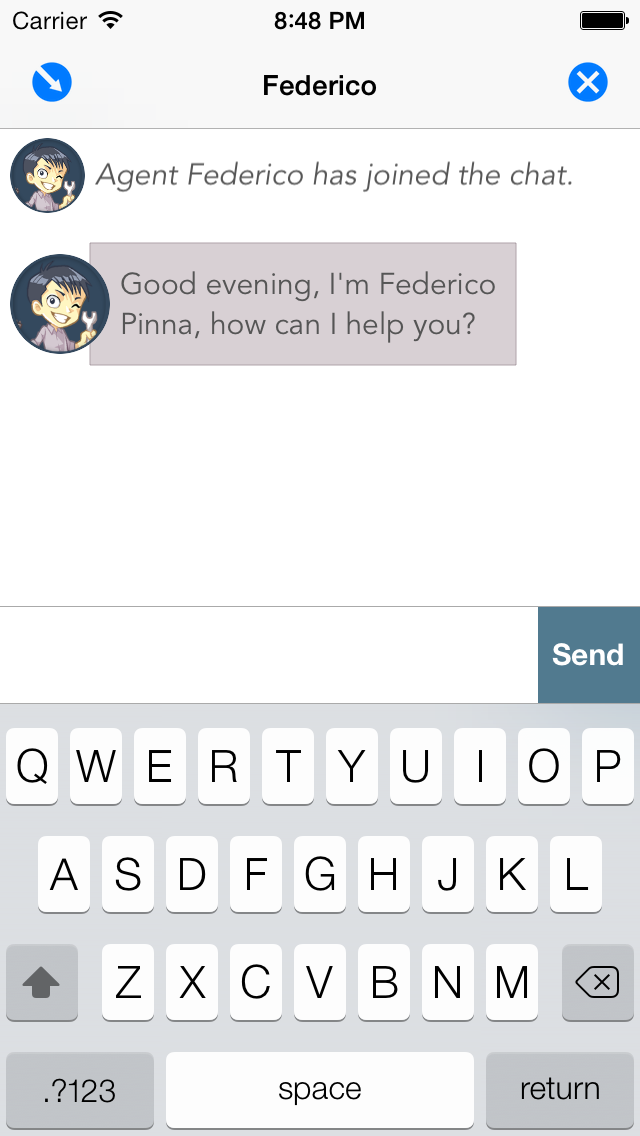 Carrier 8:48 PM
Federico
Agent Federico has joined the chat.
Good evening, I'm Federico
Pinna, how can I help you?
Send
Q W E R T Y U I O P
A S D F G H J K L
Z X C V B N M
.?123 space return